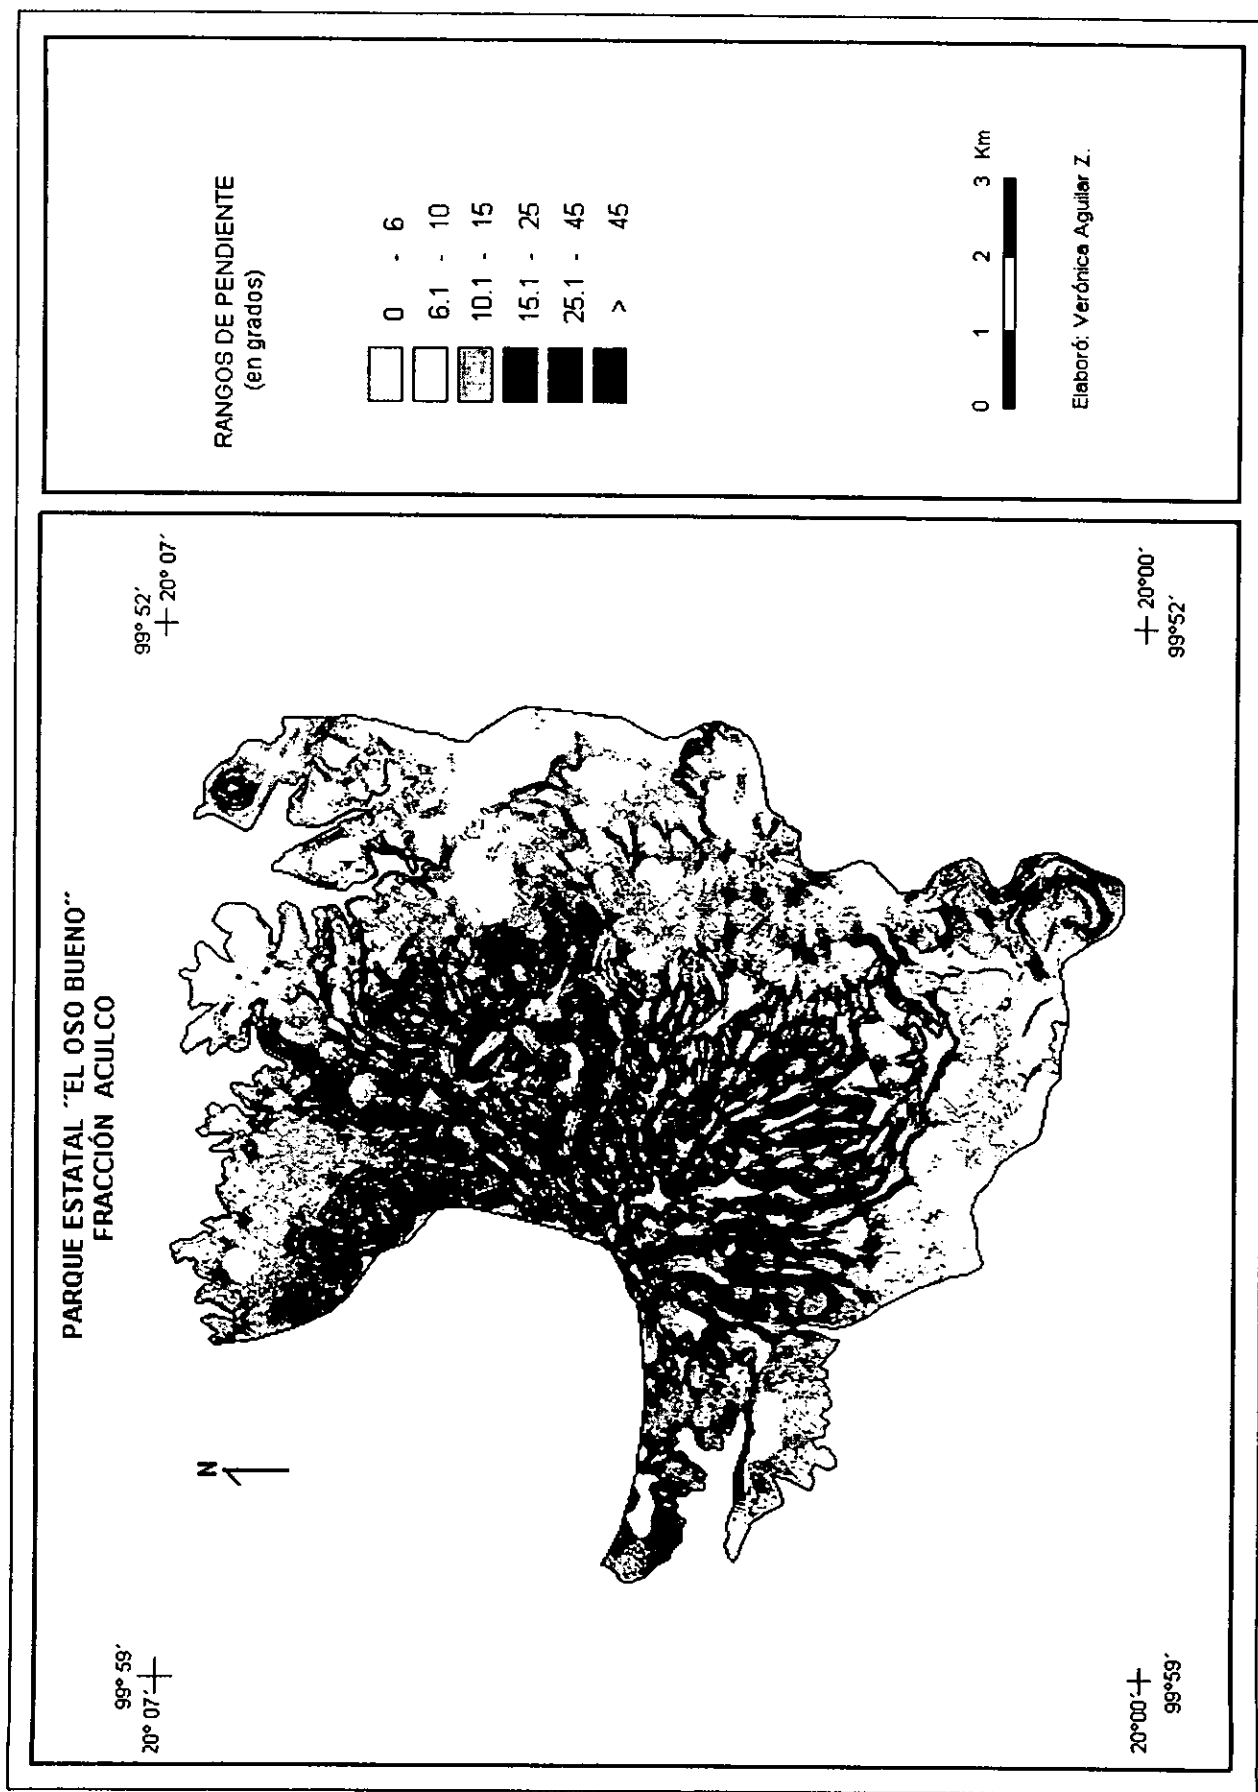 PARQUE ESTATAL "EL OSO BUENO"
FRACCIÓN ACULCO
99° 59´
20° 07´
99° 52´
20° 07´
N
20°00´
99°59´
20°00´
99°52´
RANGOS DE PENDIENTE
(en grados)
0 - 6
6.1 - 10
10.1 - 15
15.1 - 25
25.1 - 45
> 45
0 1 2 3 Km
Elaboró: Verónica Aguilar Z.